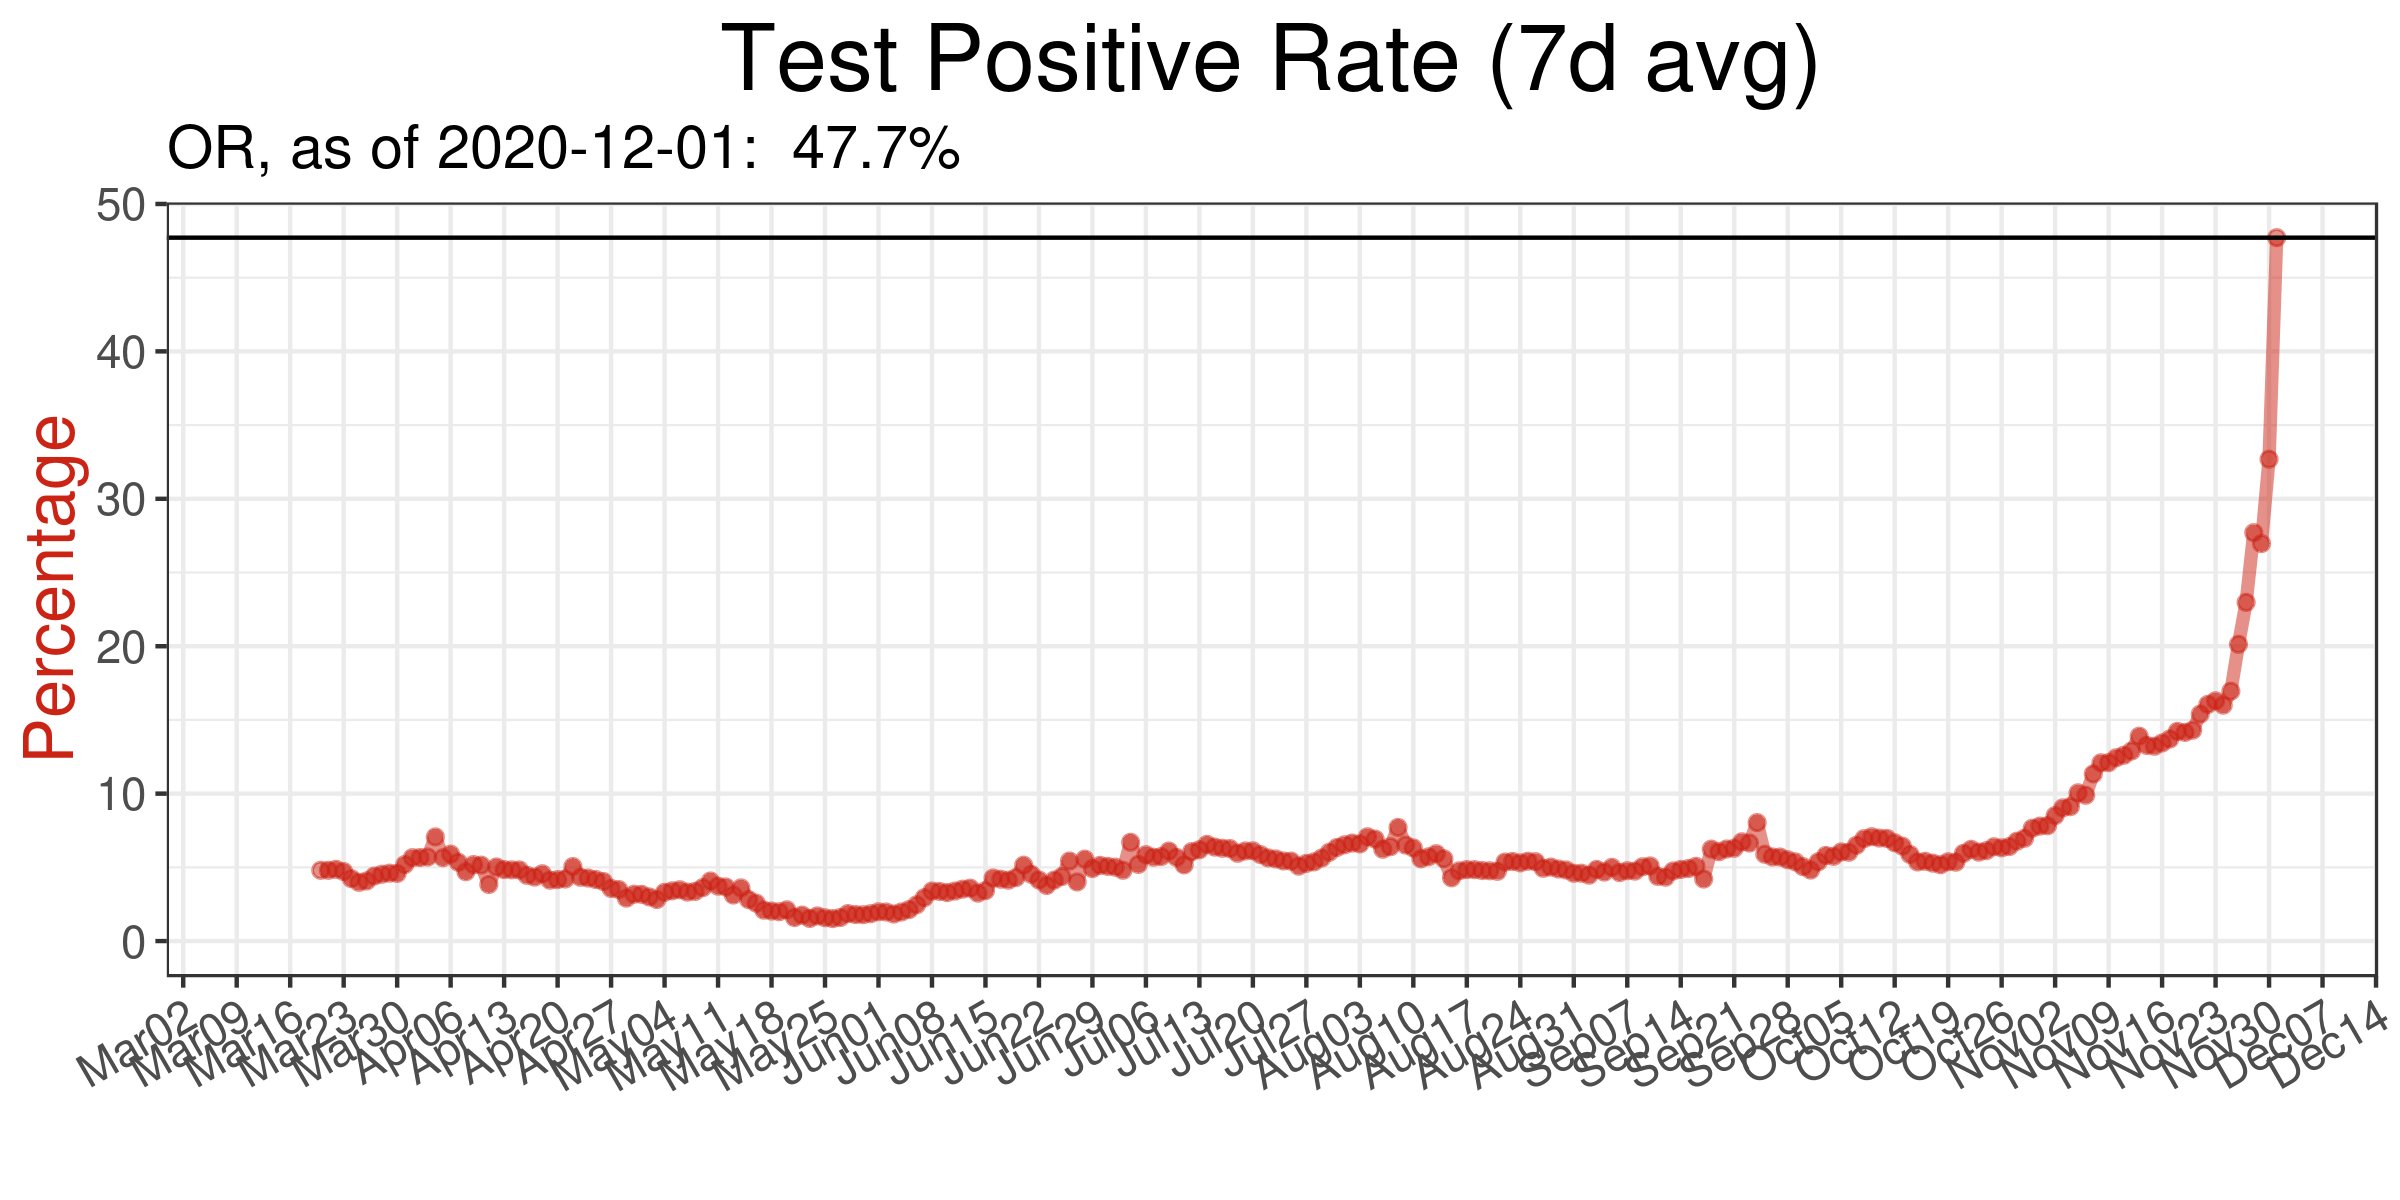 Test Positive Rate (7d avg)
OR, as of 2020-12-01: 47.7%
Percentage
50
40
30
20
10
0
Mar02
Mar09
Mar16
Mar23
Mar30
Apr06
Apr13
Apr20
Apr27
May04
May11
May18
May25
Jun01
Jun08
Jun15
Jun22
Jun29
Jul06
Jul13
Jul20
Jul27
Aug03
Aug10
Aug17
Aug24
Aug31
Sep07
Sep14
Sep21
Sep28
Oct05
Oct12
Oct19
Oct26
Nov02
Nov09
Nov16
Nov23
Nov30
Dec07
Dec14